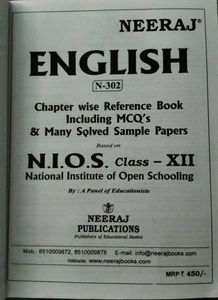 NEERAJ®
ENGLISH
N-302
Chapter wise Reference Book
Including MCQ's
& Many Solved Sample Papers
Based on
N.I.O.S. Class – XII
National Institute of Open Schooling
By : A Panel of Educationists
NEERAJ
PUBLICATIONS
(Publishers of Educational Books)
Mob.: 8510009872, 8510009878 E-mail: info@neerajbooks.com
Website: www.neerajbooks.com
MRP ₹ 450/-